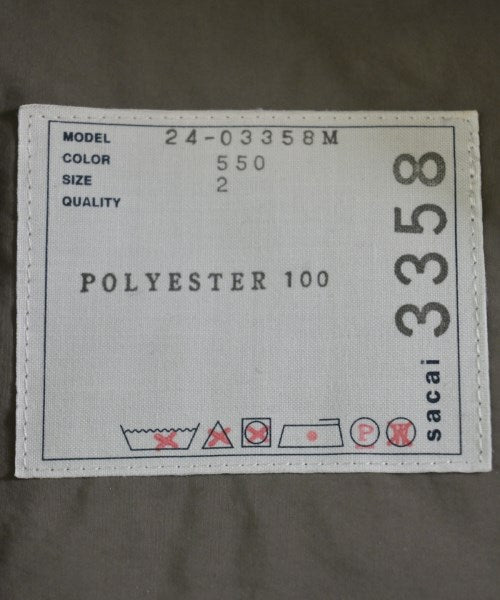 MODEL 24-03358M
COLOR 550
SIZE 2
QUALITY
POLYESTER 100
P
W
sacai 3358